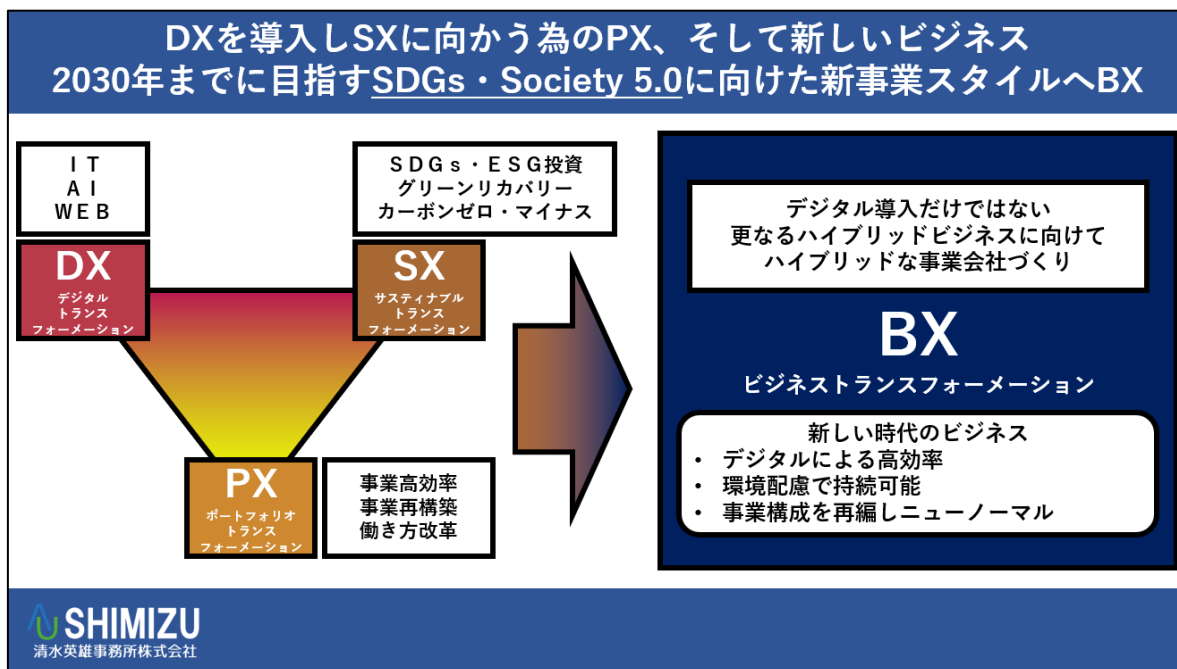 DXを導入しSXに向かう為のPX、そして新しいビジネス
2030年までに目指すSDGs・Society 5.0に向けた新事業スタイルへBX
ＩＴ
ＡＩ
ＷＥＢ
DX
デジタル
トランス
フォーメーション
ＳＤＧｓ・ＥＳＧ投資
グリーンリカバリー
カーボンゼロ・マイナス
SX
サスティナブル
トランス
フォーメーション
PX
ポートフォリオ
トランス
フォーメーション
事業高効率
事業再構築
働き方改革
デジタル導入だけではない
更なるハイブリッドビジネスに向けて
ハイブリッドな事業会社づくり
BX
ビジネストランスフォーメーション
新しい時代のビジネス
• デジタルによる高効率
• 環境配慮で持続可能
• 事業構成を再編しニューノーマル
SHIMIZU
清水英雄事務所株式会社